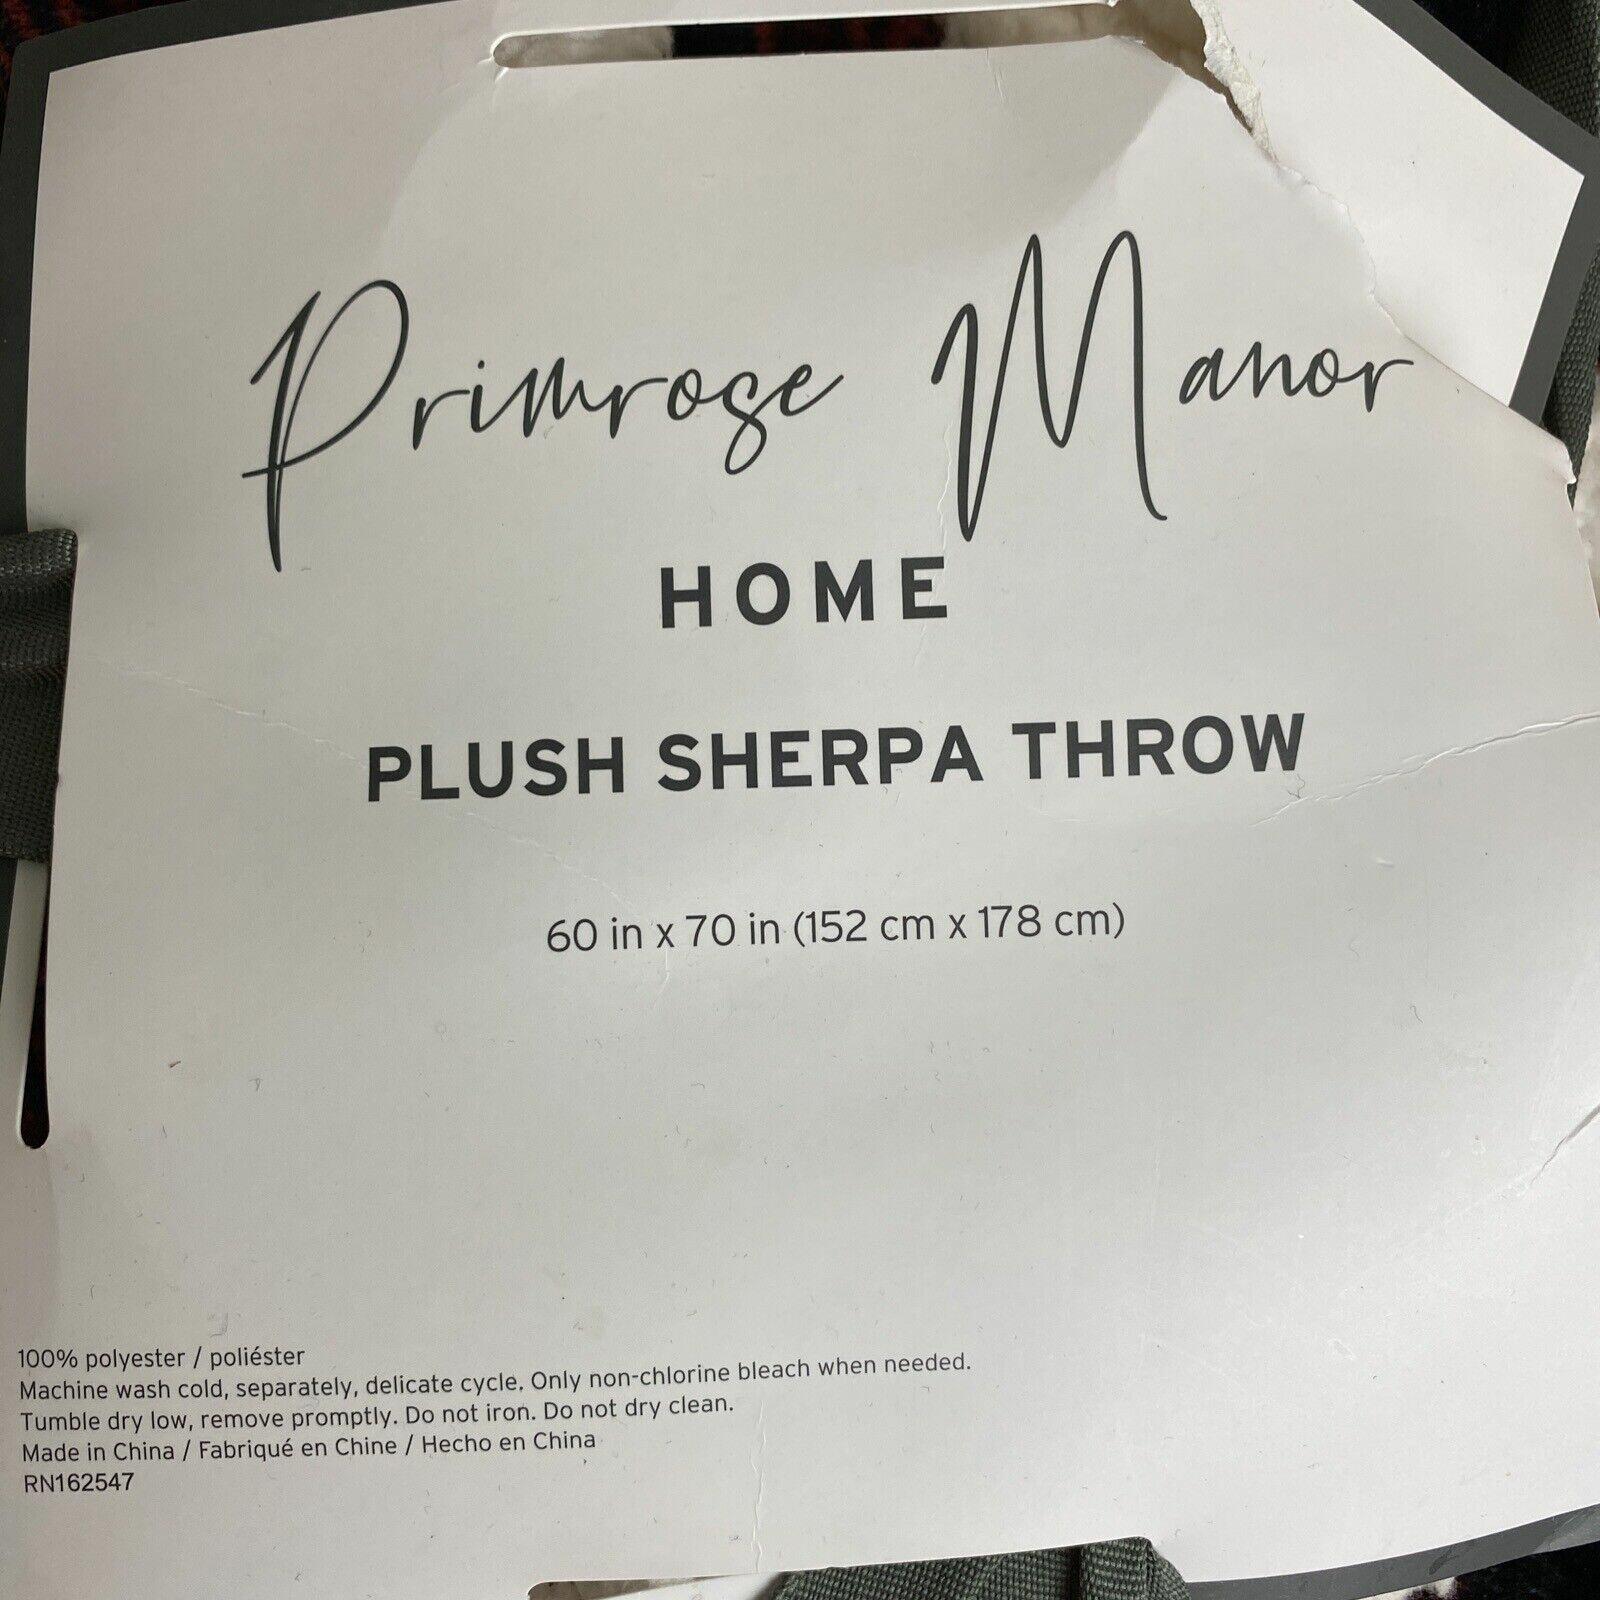 Primrose Manor
HOME
PLUSH SHERPA THROW
60 in x 70 in (152 cm x 178 cm)
100% polyester / poliéster
Machine wash cold, separately, delicate cycle. Only non-chlorine bleach when needed.
Tumble dry low, remove promptly. Do not iron. Do not dry clean.
Made in China / Fabriqué en Chine / Hecho en China
RN162547